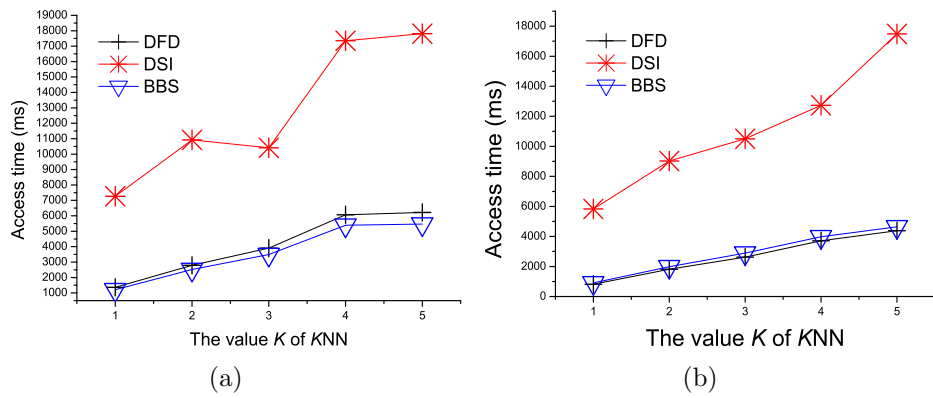 19000
18000
17000
16000
15000
14000
13000
12000
11000
10000
9000
8000
7000
6000
5000
4000
3000
2000
1000
Access time (ms)
DFD
DSI
BBS
1 2 3 4 5
The value K of KNN
(a)
18000
16000
14000
12000
10000
8000
6000
4000
2000
0
Access time (ms)
DFD
DSI
BBS
1 2 3 4 5
The value K of KNN
(b)